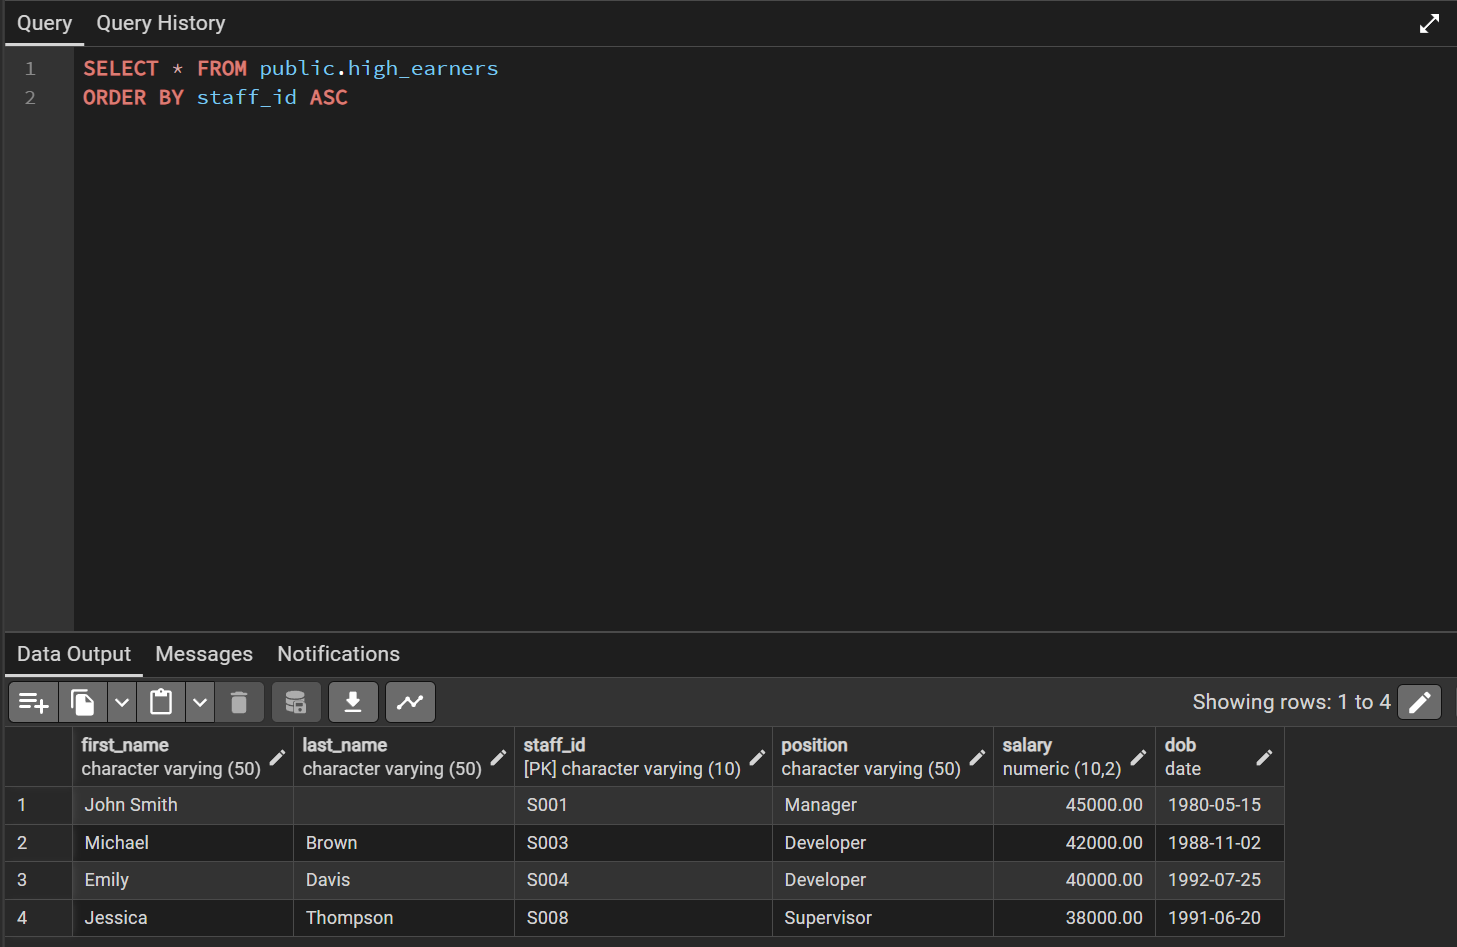 Query Query History
1 SELECT * FROM public.high_earners
2 ORDER BY staff_id ASC
Data Output Messages Notifications
Showing rows: 1 to 4
first_name last_name staff_id position salary dob
character varying (50) character varying (50) [PK] character varying (10) character varying (50) numeric (10,2) date
1 John Smith S001 Manager 45000.00 1980-05-15
2 Michael Brown S003 Developer 42000.00 1988-11-02
3 Emily Davis S004 Developer 40000.00 1992-07-25
4 Jessica Thompson S008 Supervisor 38000.00 1991-06-20